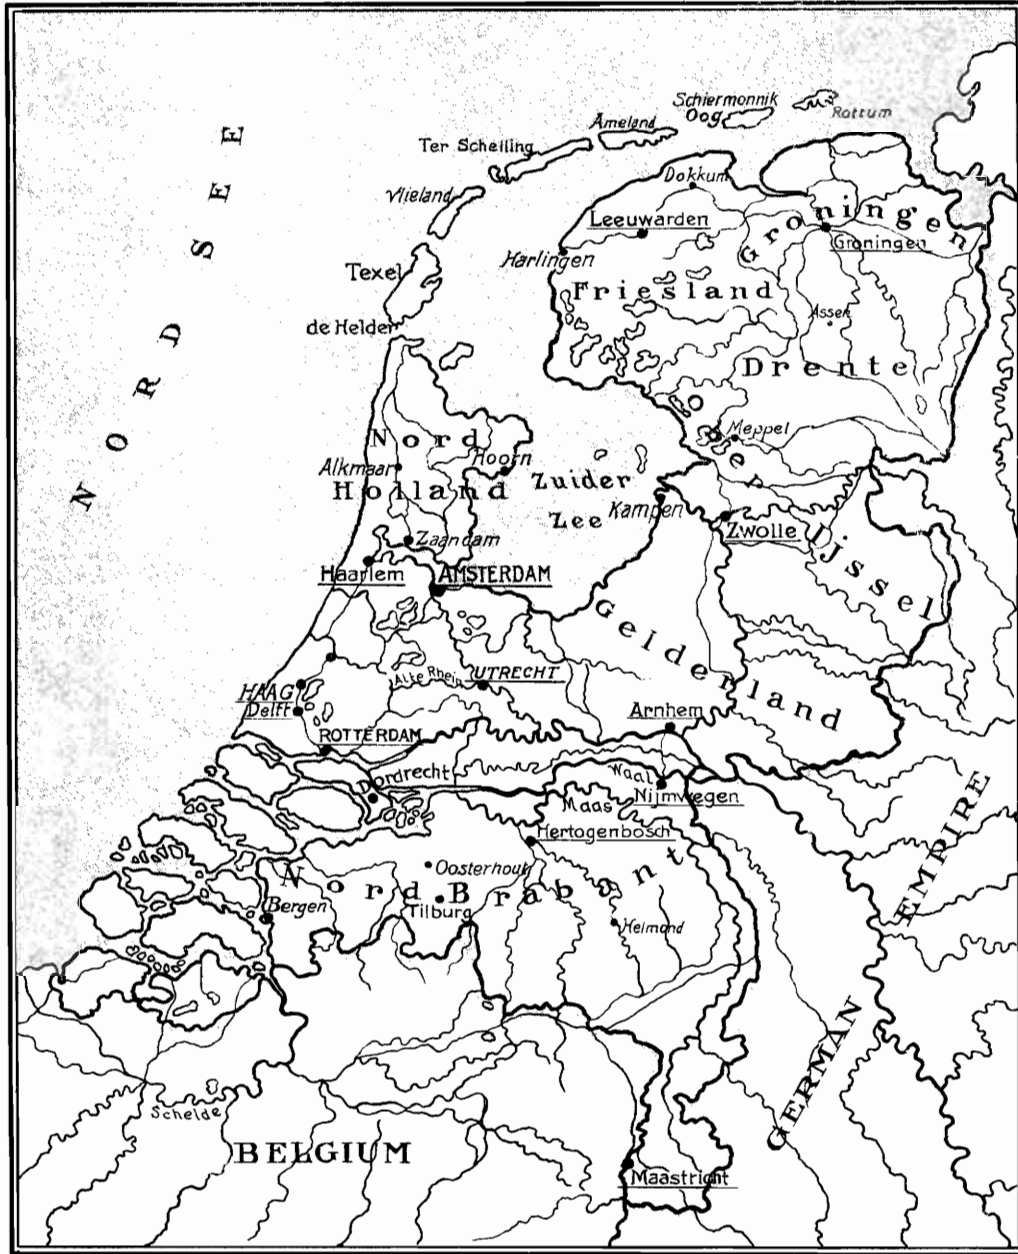 NORD SEE
Schiermonnik
Oog
Rottum
Ameland
Ter Schelling
Vlieland
Texel
de Helder
Dokkum
Leeuwarden
Harlingen
Friesland
Groningen
Groningen
Assen
Drente
Meppel
Ober Ijssel
Nord
Holland
Alkmaar
Hoorn
Zuider
Zee
Kampen
Zwolle
Zaandam
Haarlem
AMSTERDAM
Gelderland
Alte Rhein
UTRECHT
HAAG
Delft
ROTTERDAM
Arnhem
Dordrecht
Waal
Nijmwegen
Maas
Hertogenbosch
Nord Brabant
Oosterhout
Tilburg
Bergen
Helmond
GERMAN EMPIRE
Schelde
BELGIUM
Maastricht